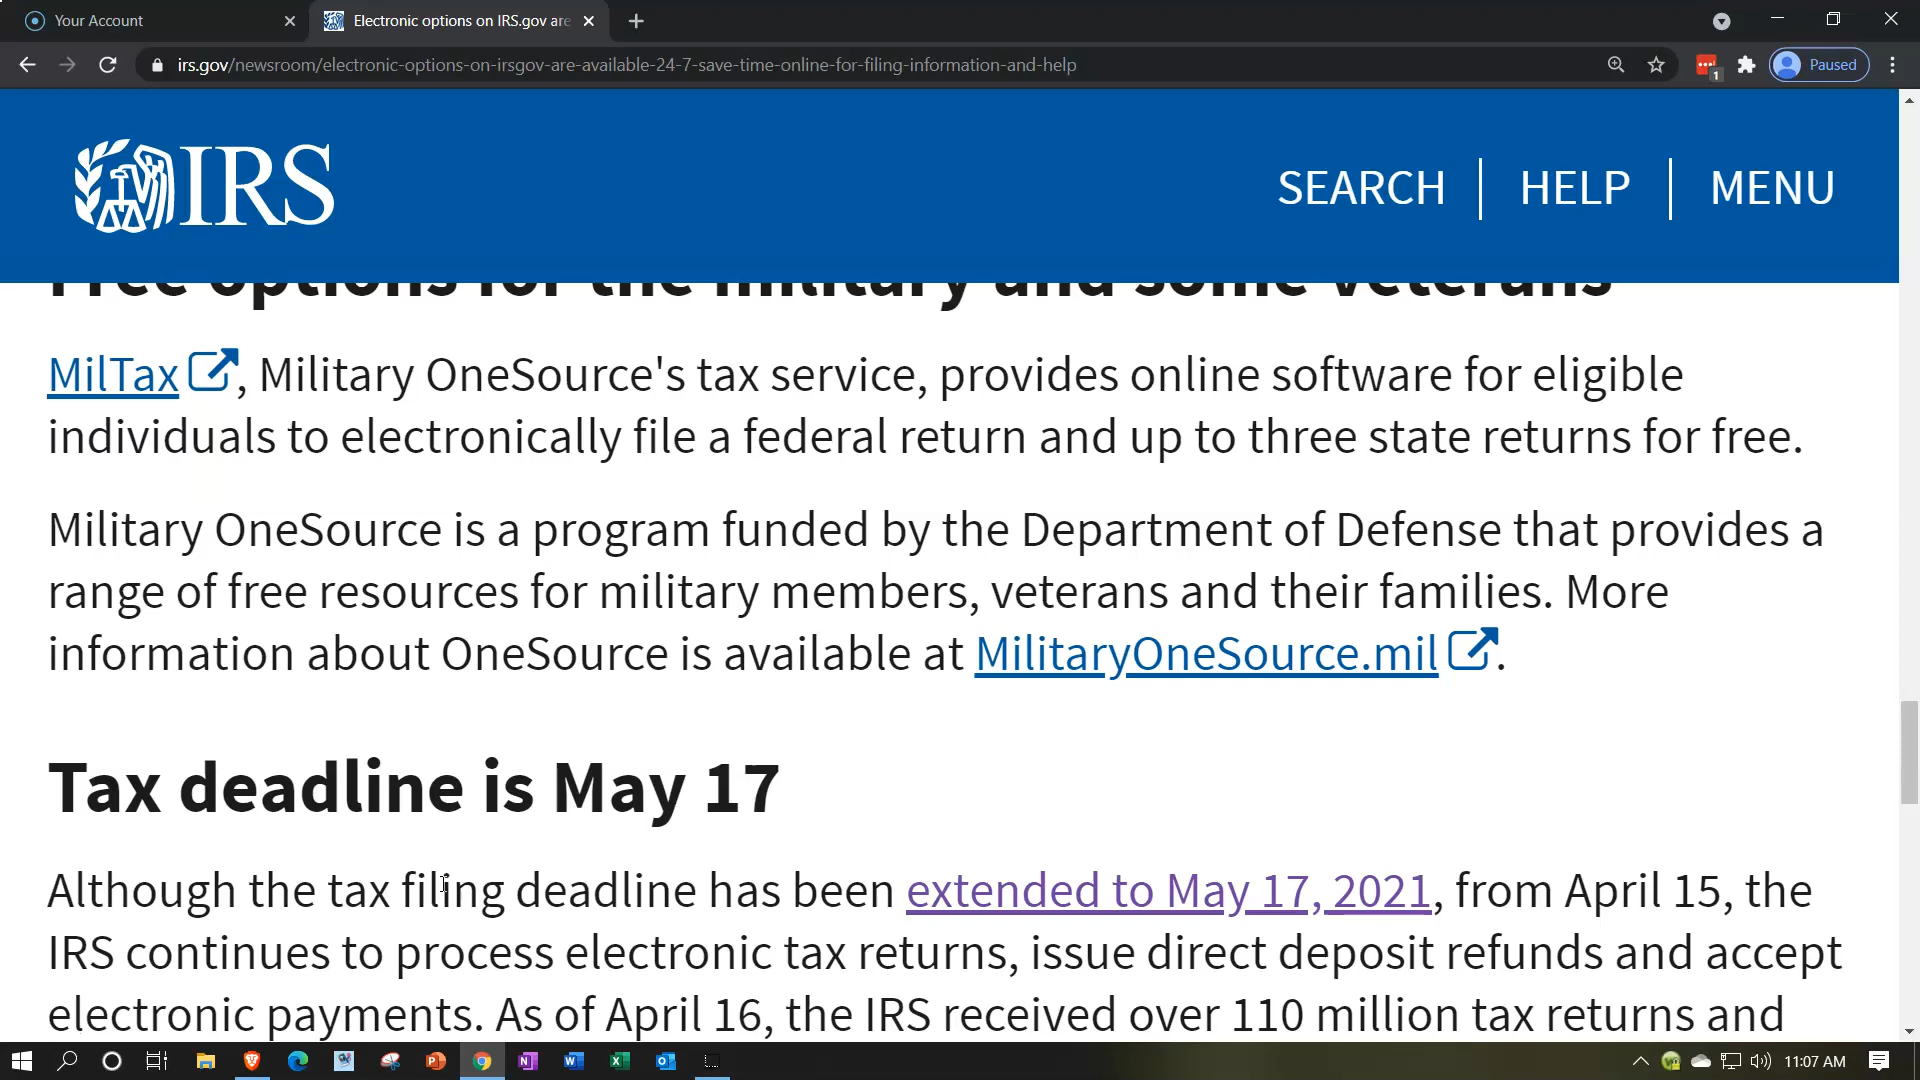 Your Account
Electronic options on IRS.gov are
irs.gov/newsroom/electronic-options-on-irsgov-are-available-24-7-save-time-online-for-filing-information-and-help
1
Paused
IRS
SEARCH
HELP
MENU
Free options for the military and some veterans
MilTax, Military OneSource's tax service, provides online software for eligible
individuals to electronically file a federal return and up to three state returns for free.
Military OneSource is a program funded by the Department of Defense that provides a
range of free resources for military members, veterans and their families. More
information about OneSource is available at MilitaryOneSource.mil.
Tax deadline is May 17
Although the tax filing deadline has been extended to May 17, 2021, from April 15, the
IRS continues to process electronic tax returns, issue direct deposit refunds and accept
electronic payments. As of April 16, the IRS received over 110 million tax returns and
11:07 AM